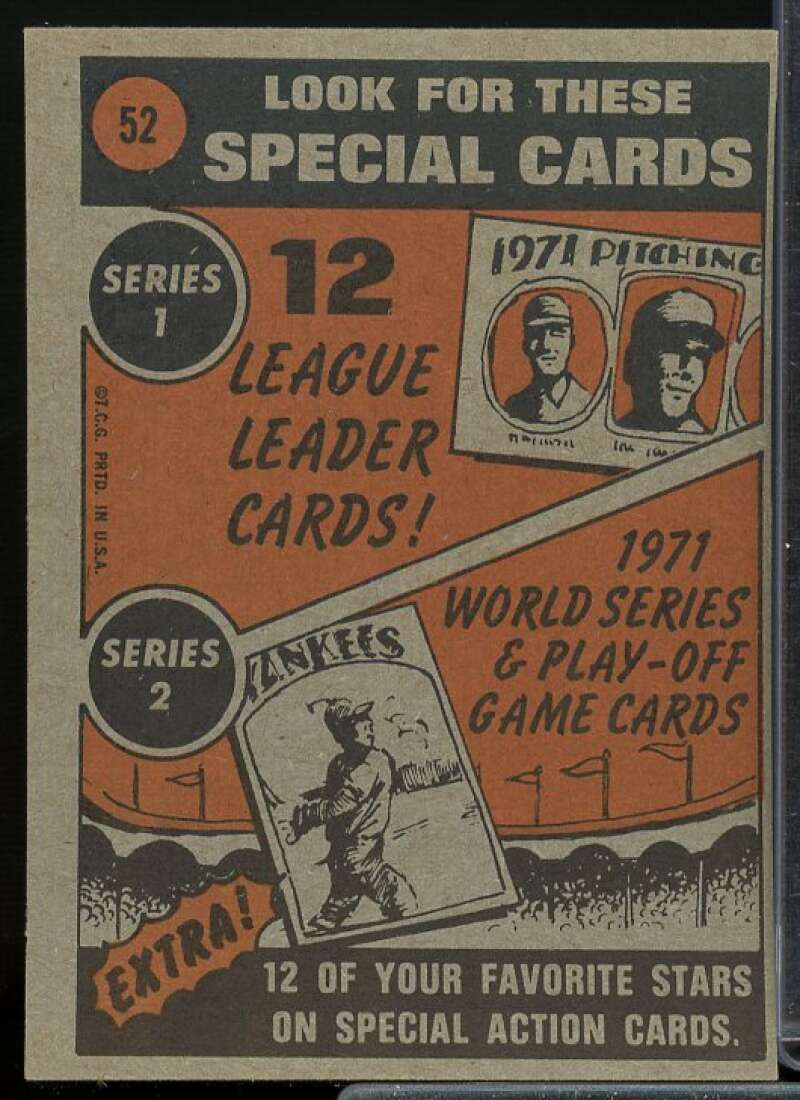 52
LOOK FOR THESE
SPECIAL CARDS
SERIES
1
12
LEAGUE
LEADER
CARDS!
1971 PITCHING
©T.C.G. PRTD. IN U.S.A.
1971
WORLD SERIES
& PLAY-OFF
GAME CARDS
SERIES
2
YANKEES
EXTRA!
12 OF YOUR FAVORITE STARS
ON SPECIAL ACTION CARDS.